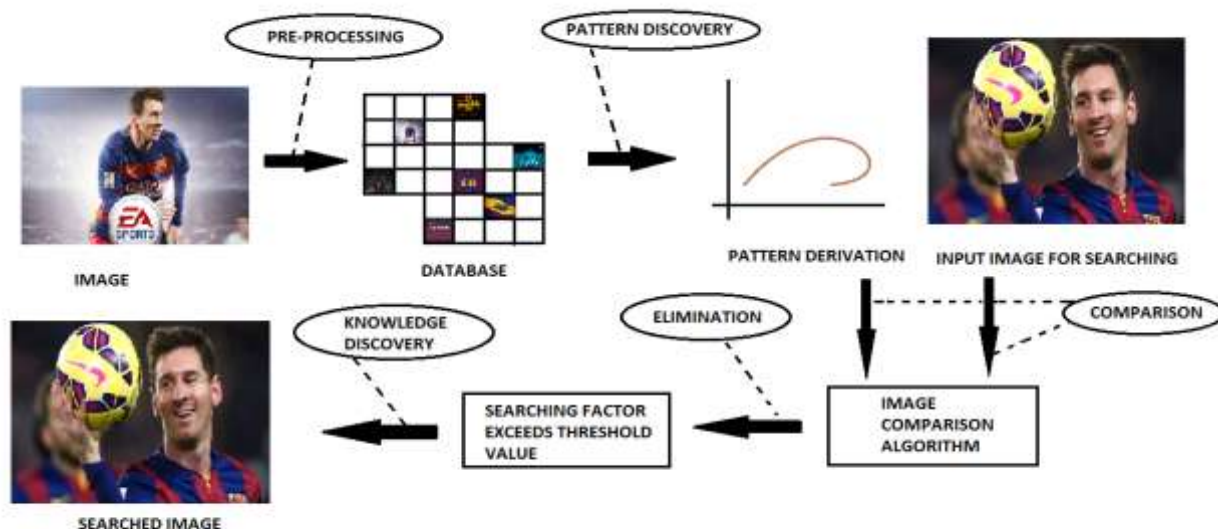 PRE-PROCESSING
PATTERN DISCOVERY
EA
SPORTS
IMAGE
DATABASE
PATTERN DERIVATION
INPUT IMAGE FOR SEARCHING
KNOWLEDGE
DISCOVERY
ELIMINATION
COMPARISON
SEARCHING FACTOR
EXCEEDS THRESHOLD
VALUE
IMAGE
COMPARISON
ALGORITHM
SEARCHED IMAGE